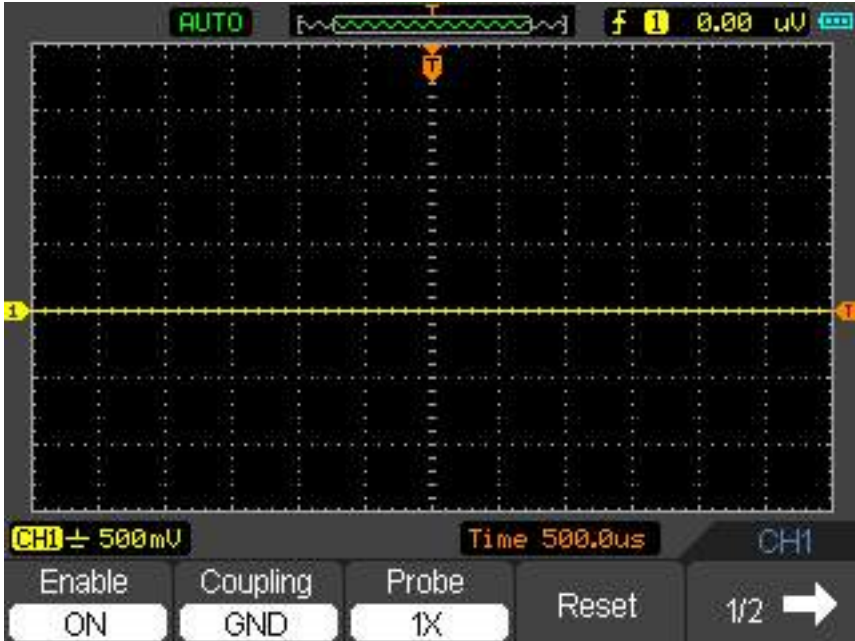 AUTO T ƒ 1 0.00 uV
T
1 T
CH1 500mV Time 500.0us CH1
Enable Coupling Probe Reset 1/2
ON GND 1X